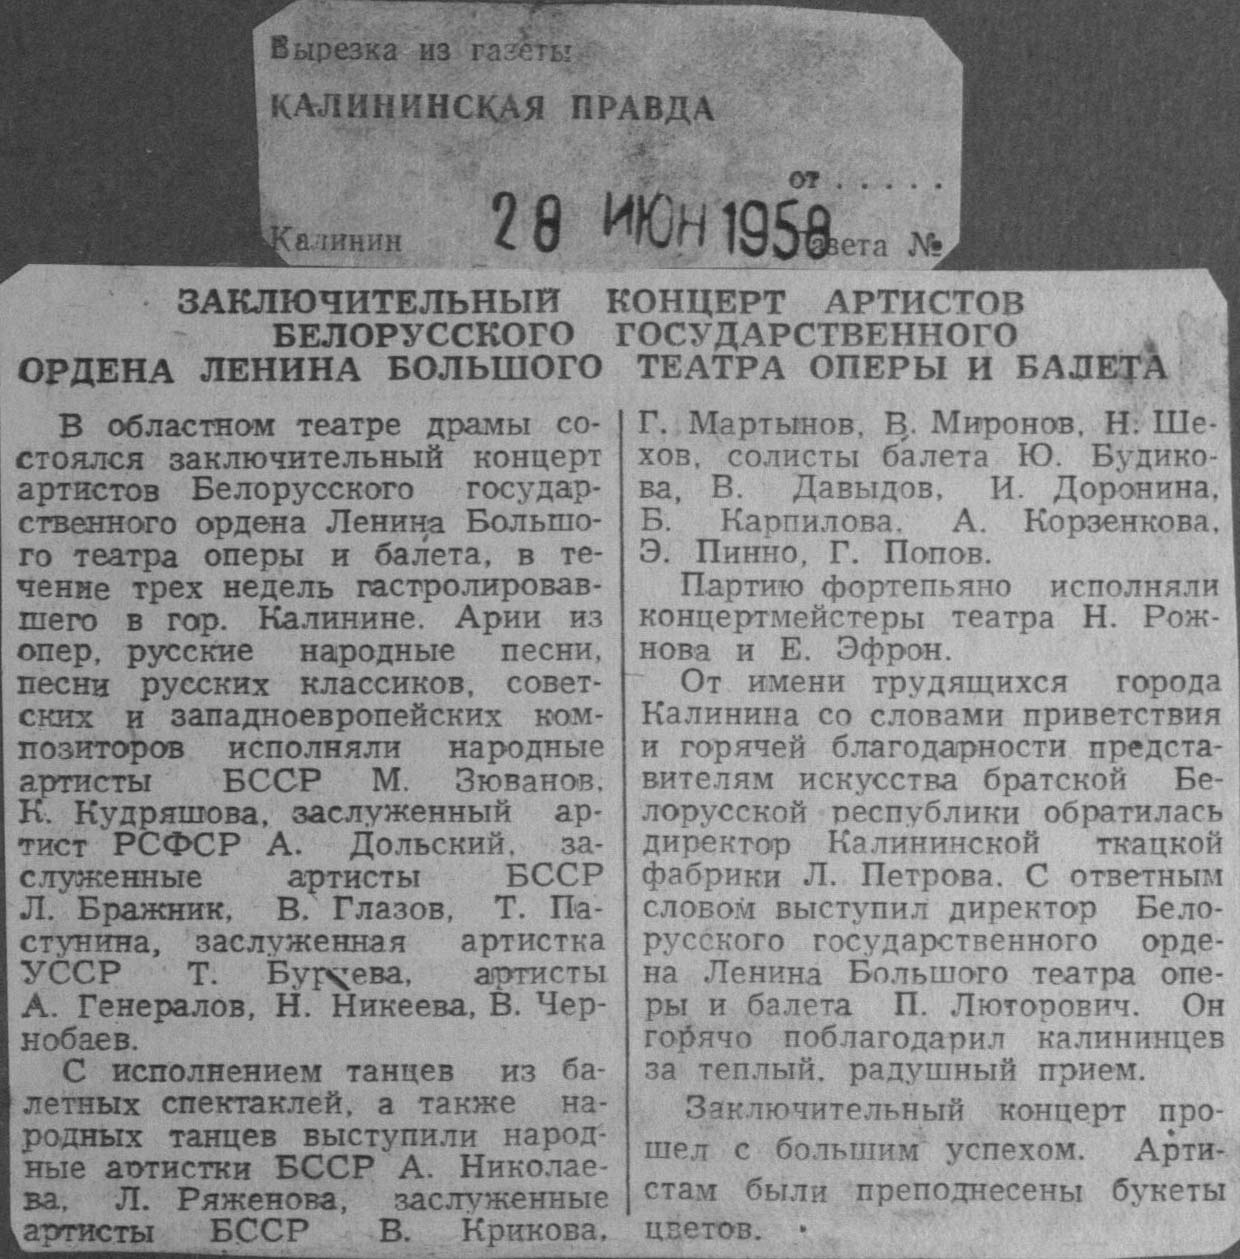 Вырезка из газеты
КАЛИНИНСКАЯ ПРАВДА
от . . . . .
28 ИЮН 1958
Калинин
Газета №
ЗАКЛЮЧИТЕЛЬНЫЙ КОНЦЕРТ АРТИСТОВ
БЕЛОРУССКОГО ГОСУДАРСТВЕННОГО
ОРДЕНА ЛЕНИНА БОЛЬШОГО ТЕАТРА ОПЕРЫ И БАЛЕТА
В областном театре драмы со-
стоялся заключительный концерт
артистов Белорусского государ-
ственного ордена Ленина Большо-
го театра оперы и балета, в те-
чение трех недель гастролировав-
шего в гор. Калинине. Арии из
опер, русские народные песни,
песни русских классиков, совет-
ских и западноевропейских ком-
позиторов исполняли народные
артисты БССР М. Зюванов,
К. Кудряшова, заслуженный ар-
тист РСФСР А. Дольский, за-
служенные артисты БССР
Л. Бражник, В. Глазов, Т. Па-
стунина, заслуженная артистка
УССР Т. артисты
А. Генералов, Н. Никеева, В. Чер-
нобаев.
С исполнением танцев из ба-
летных спектаклей, а также на-
родных танцев выступили народ-
ные артистки БССР А. Николае-
ва, Л. Ряженова, заслуженные
артисты БССР В. Крикова,
Г. Мартынов, В. Миронов, Н. Ше-
хов, солисты балета Ю. Будико-
ва, В. Давыдов, И. Доронина,
Б. Карпилова, А. Корзенкова,
Э. Пинно, Г. Попов.
Партию фортепьяно исполняли
концертмейстеры театра Н. Рож-
нова и Е. Эфрон.
От имени трудящихся города
Калинина со словами приветствия
и горячей благодарности предста-
вителям искусства братской Бе-
лорусской республики обратилась
директор Калининской ткацкой
фабрики Л. Петрова. С ответным
словом выступил директор Бело-
русского государственного орде-
на Ленина Большого театра опе-
ры и балета П. Люторович. Он
горячо поблагодарил калининцев
за теплый, радушный прием.
Заключительный концерт про-
шел с большим успехом. Арти-
стам были преподнесены букеты
цветов.